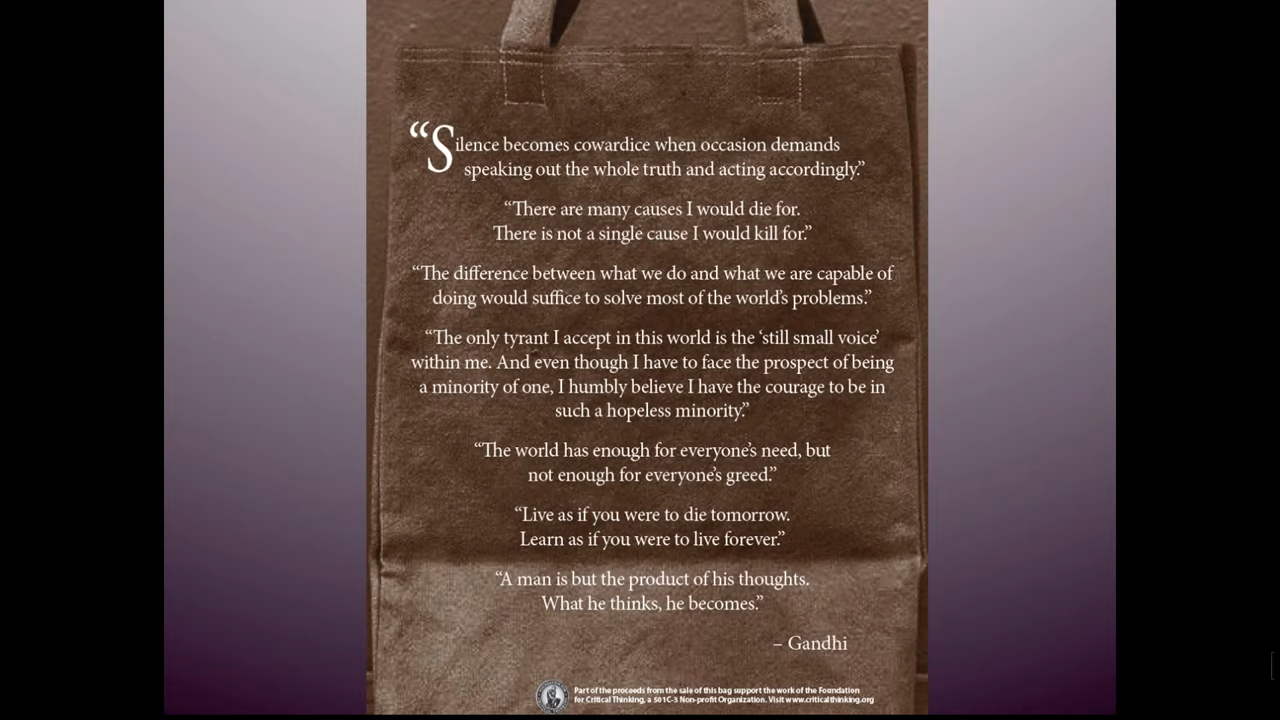 “Silence becomes cowardice when occasion demands
speaking out the whole truth and acting accordingly.”
“There are many causes I would die for.
There is not a single cause I would kill for.”
“The difference between what we do and what we are capable of
doing would suffice to solve most of the world’s problems.”
“The only tyrant I accept in this world is the ‘still small voice’
within me. And even though I have to face the prospect of being
a minority of one, I humbly believe I have the courage to be in
such a hopeless minority.”
“The world has enough for everyone’s need, but
not enough for everyone’s greed.”
“Live as if you were to die tomorrow.
Learn as if you were to live forever.”
“A man is but the product of his thoughts.
What he thinks, he becomes.”
– Gandhi
Part of the proceeds from the sale of this bag support the work of the Foundation
for Critical Thinking, a 501C-3 Non-profit Organization. Visit www.criticalthinking.org